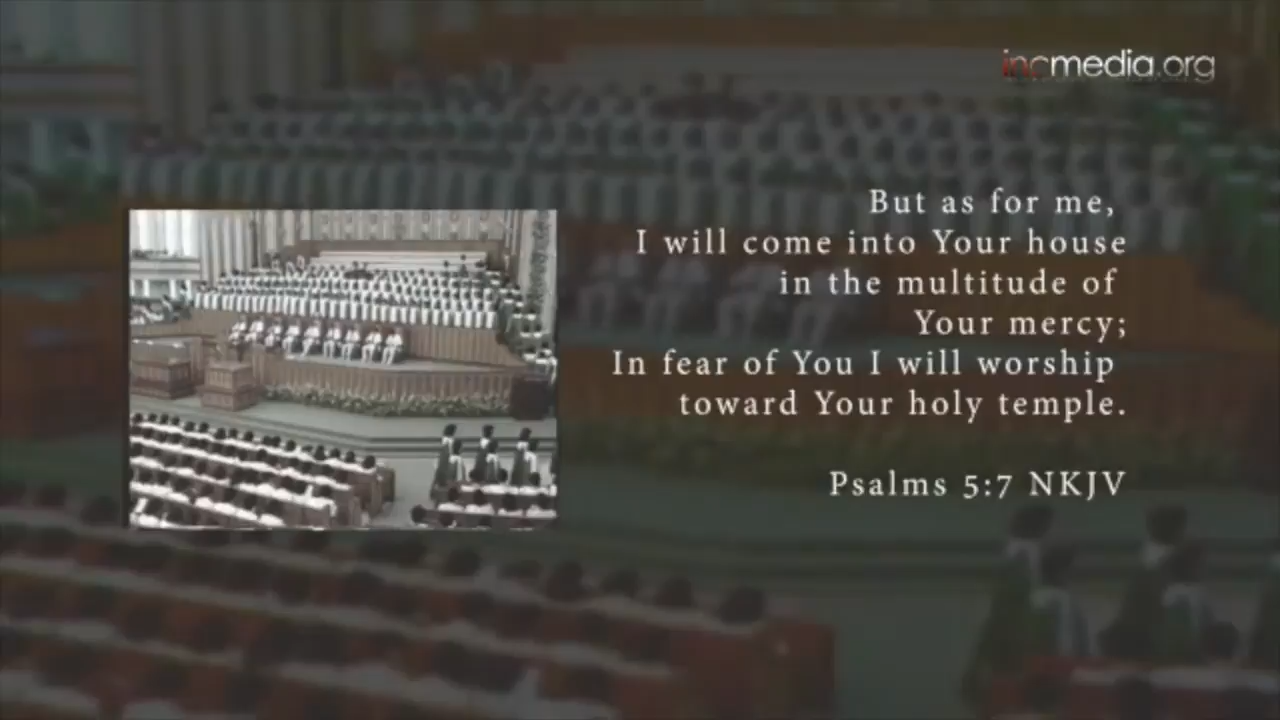 incmedia.org
But as for me,
I will come into Your house
in the multitude of
Your mercy;
In fear of You I will worship
toward Your holy temple.
Psalms 5:7 NKJV